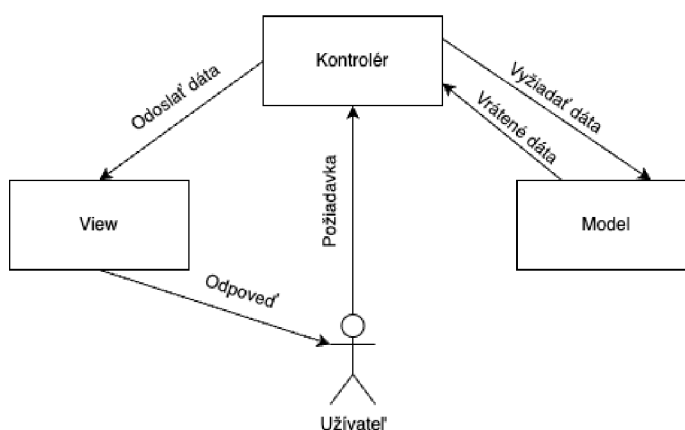 Kontrolér
Odoslať dáta
Vyžiadať dáta
Vrátené dáta
Požiadavka
View
Model
Odpoveď
Užívateľ